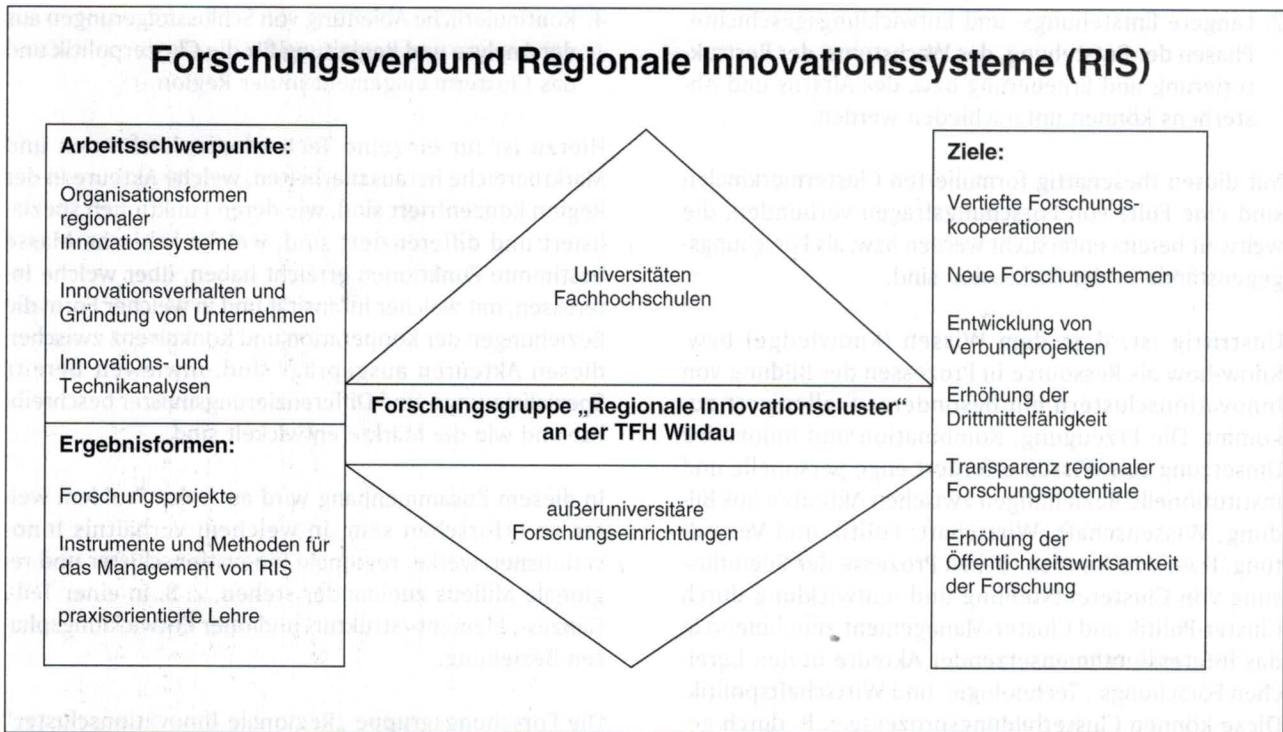 Forschungsverbund Regionale Innovationssysteme (RIS)
Arbeitsschwerpunkte:
Organisatonsformen
Innovationssysteme
Innovationsverhalten und
Gründung von Unternehmen
Innovations- und
Technikanalysen
Ergebnisformen:
Forschungsprojekte
Instrumente und Methoden für
das Management von RIS
praxisorientierte Lehre
Universitäten
Fachhochschulen
Forschungsgruppe „Regionale Innovationscluster“
an der TFH Wildau
außeruniversitäre
Forschungseinrichtungen
Ziele:
Vertiefte Forschungs-
kooperationen
Neue Forschungsthemen
Entwicklung von
Verbundprojekten
Erhöhung der
Drittmittelfähigkeit
Transparenz regionaler
Forschungspotentiale
Erhöhung der
Öffentlichkeitswirksamkeit
der Forschung